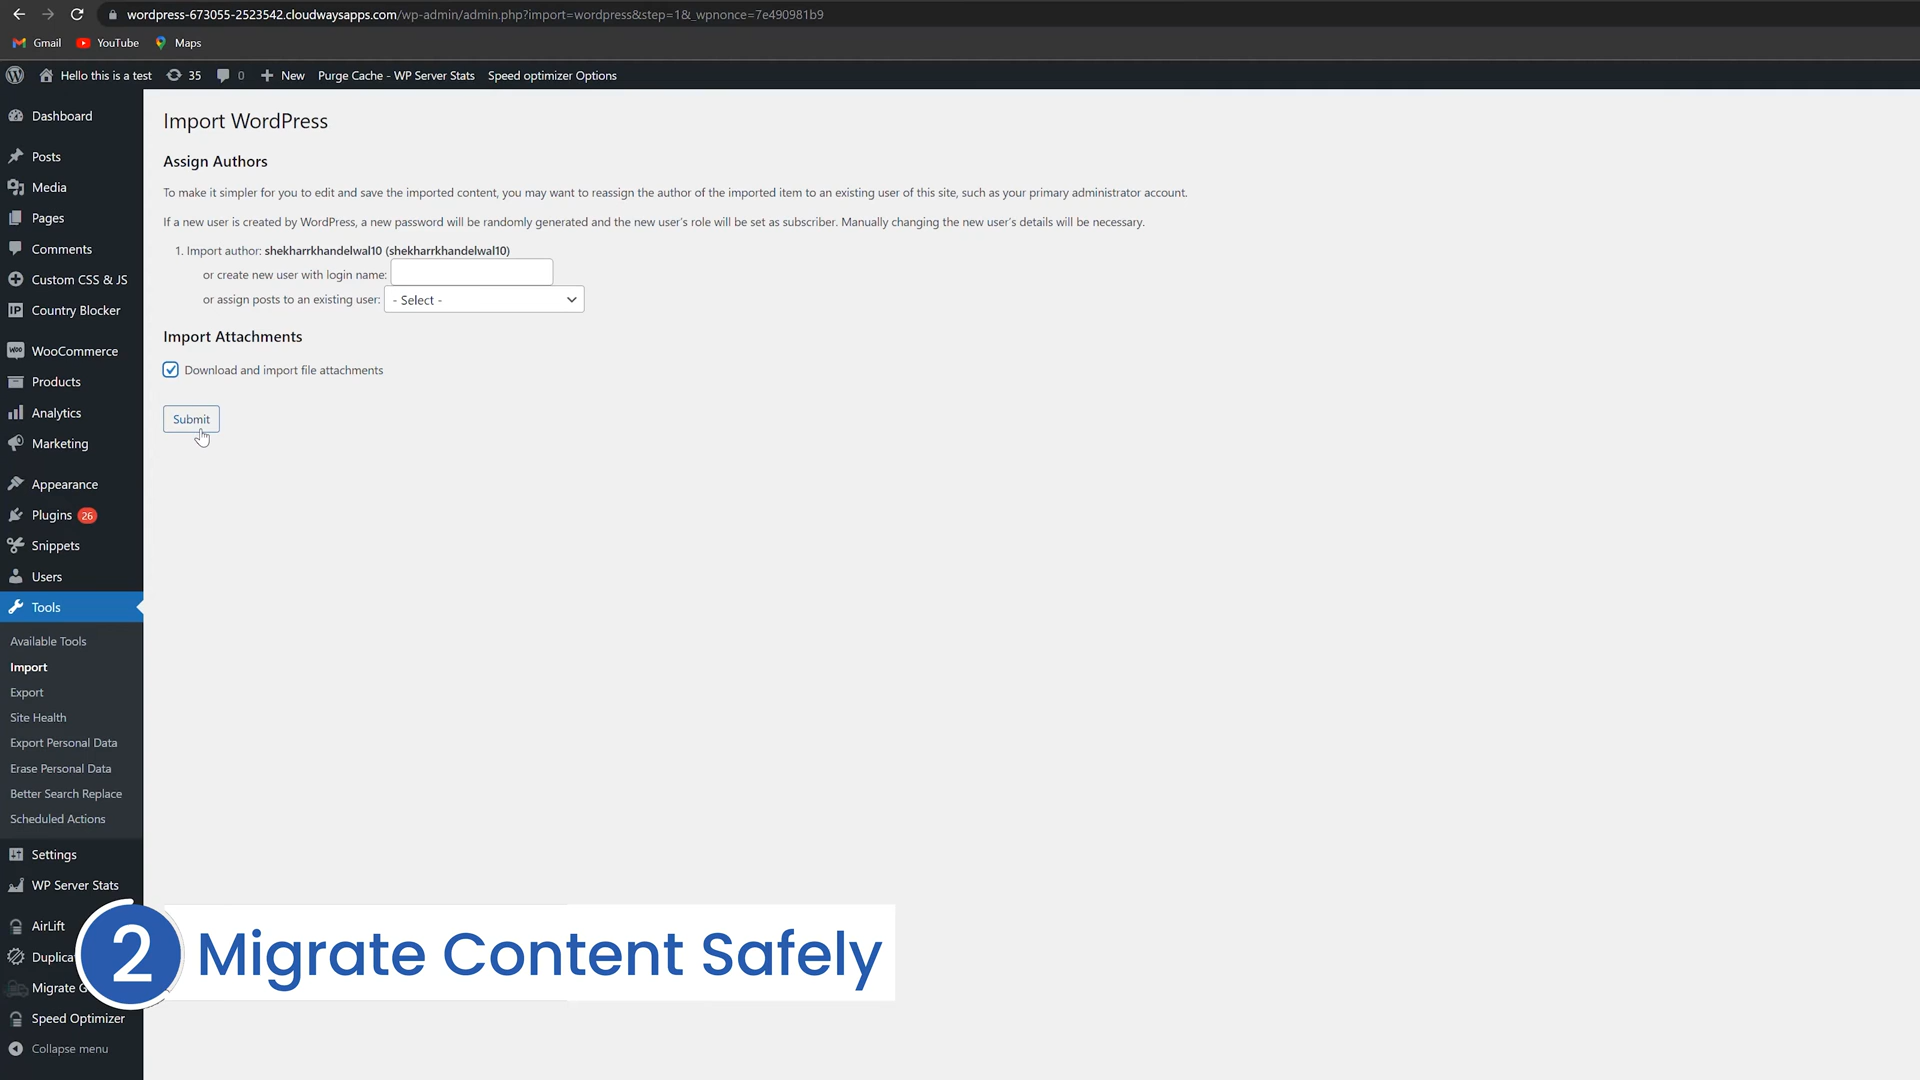 wordpress-673055-2523542.cloudwaysapps.com/wp-admin/admin.php?import=wordpress&step=1&_wpnonce=7e490981b9
Gmail YouTube Maps
Hello this is a test 35 0 New Purge Cache - WP Server Stats Speed optimizer Options
Dashboard
Posts
Media
Pages
Comments
Custom CSS & JS
IP Country Blocker
Woo WooCommerce
Products
Analytics
Marketing
Appearance
Plugins 26
Snippets
Users
Tools
Available Tools
Import
Export
Site Health
Export Personal Data
Erase Personal Data
Better Search Replace
Scheduled Actions
Settings
WP Server Stats
AirLift
Duplica
Migrate G
Speed Optimizer
Collapse menu
Import WordPress
Assign Authors
To make it simpler for you to edit and save the imported content, you may want to reassign the author of the imported item to an existing user of this site, such as your primary administrator account.
If a new user is created by WordPress, a new password will be randomly generated and the new user's role will be set as subscriber. Manually changing the new user's details will be necessary.
1. Import author: shekharrkhandelwal10 (shekharrkhandelwal10)
or create new user with login name:
or assign posts to an existing user: - Select -
Import Attachments
Download and import file attachments
Submit
2 Migrate Content Safely